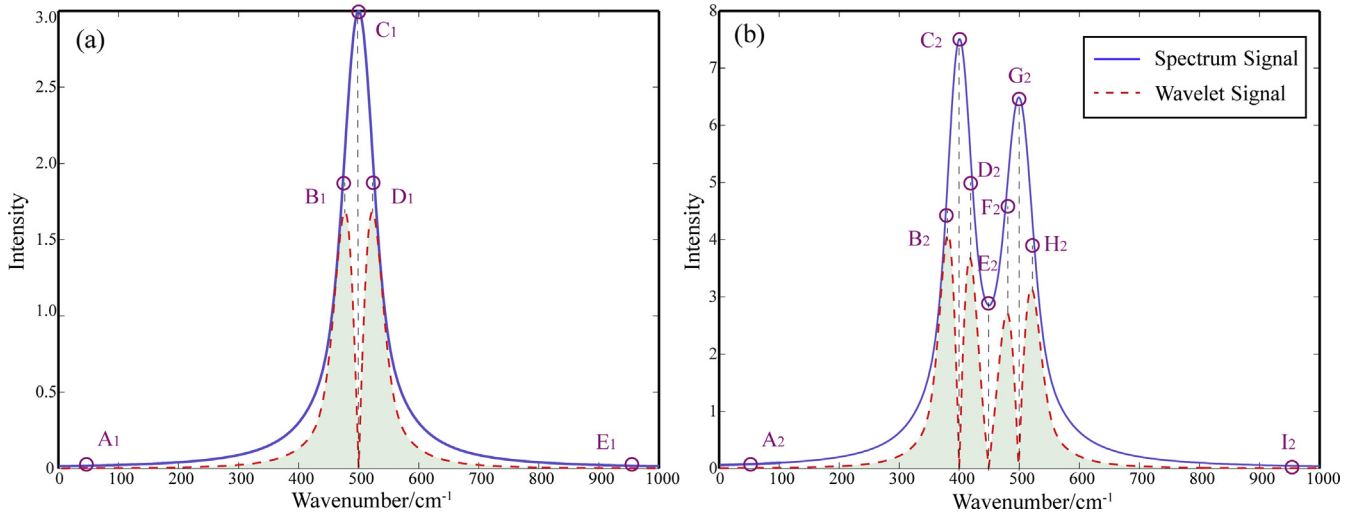 (a)
Intensity
3.0
2.5
2.0
1.5
1.0
0.5
0
A1
B1
C1
D1
E1
0 100 200 300 400 500 600 700 800 900 1000
Wavenumber/cm-1
(b)
Intensity
8
7
6
5
4
3
2
1
0
Spectrum Signal
Wavelet Signal
A2
B2
C2
D2
E2
F2
G2
H2
I2
0 100 200 300 400 500 600 700 800 900 1000
Wavenumber/cm-1